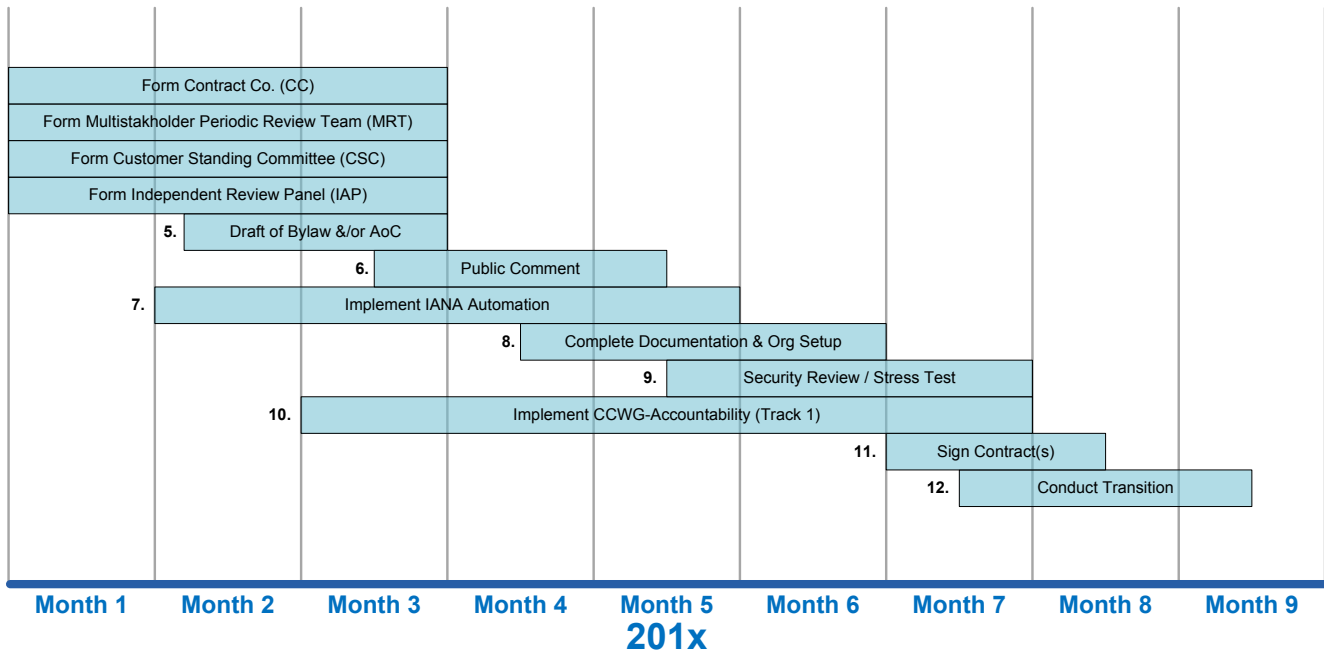 Form Contract Co. (CC)
Form Multistakholder Periodic Review Team (MRT)
Form Customer Standing Committee (CSC)
Form Independent Review Panel (IAP)
5. Draft of Bylaw &/or AoC
6. Public Comment
7. Implement IANA Automation
8. Complete Documentation & Org Setup
9. Security Review / Stress Test
10. Implement CCWG-Accountability (Track 1)
11. Sign Contract(s)
12. Conduct Transition
Month 1 Month 2 Month 3 Month 4 Month 5 Month 6 Month 7 Month 8 Month 9
201x